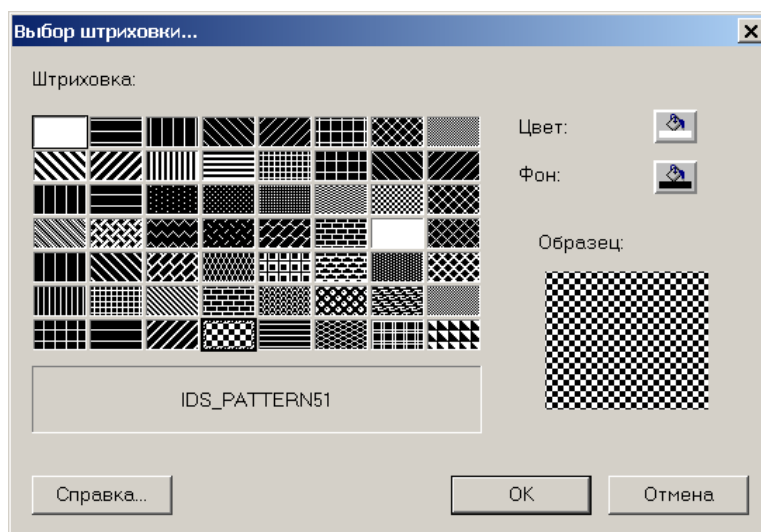 Выбор штриховки...
Штриховка:
Цвет:
Фон:
Образец:
IDS_PATTERN51
Справка...
OK
Отмена